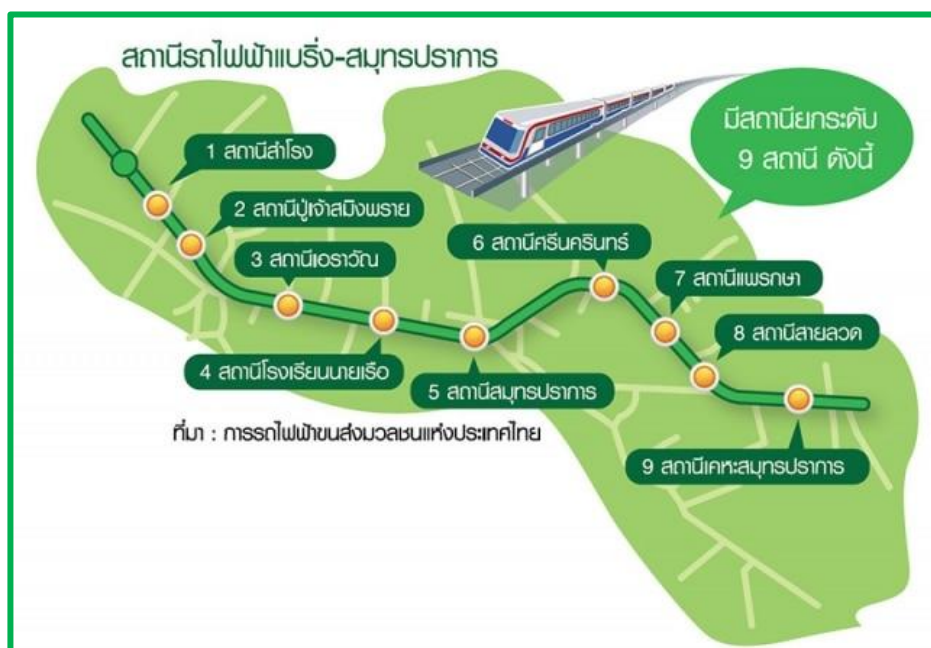 สถานีรถไฟฟ้าแบริ่ง-สมุทรปราการ
มีสถานียกระดับ
9 สถานี ดังนี้
1 สถานีสำโรง
2 สถานีปู่เจ้าสมิงพราย
3 สถานีเอราวัณ
4 สถานีโรงเรียนนายเรือ
5 สถานีสมุทรปราการ
6 สถานีศรีนครินทร์
7 สถานีแพรกษา
8 สถานีสายลวด
9 สถานีเคหะสมุทรปราการ
ที่มา : การรถไฟฟ้าขนส่งมวลชนแห่งประเทศไทย